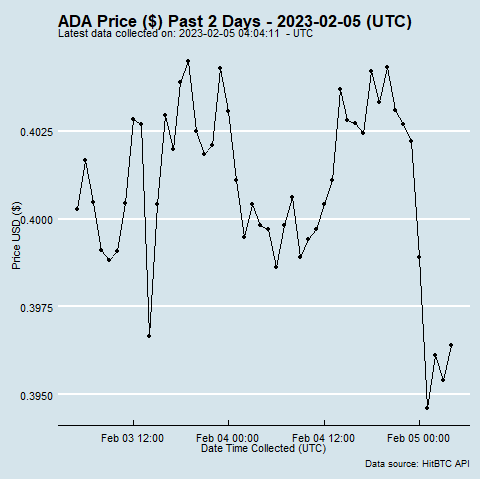 ADA Price ($) Past 2 Days - 2023-02-05 (UTC)
Latest data collected on: 2023-02-05 04:04:11  - UTC
Price USD ($)
0.4025
0.4000
0.3975
0.3950
Feb 03 12:00 Feb 04 00:00 Feb 04 12:00 Feb 05 00:00
Date Time Collected (UTC)
Data source: HitBTC API